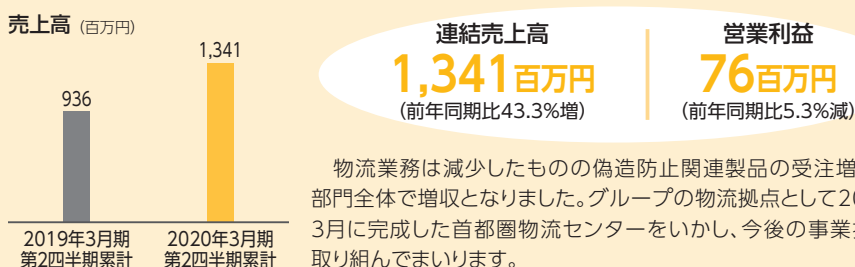 売上高 (百万円)
936
1,341
2019年3月期
第2四半期累計
2020年3月期
第2四半期累計
連結売上高
1,341百万円
(前年同期比43.3%増)
営業利益
76百万円
(前年同期比5.3%減)
物流業務は減少したものの偽造防止関連製品の受注増
部門全体で増収となりました。グループの物流拠点として20
3月に完成した首都圏物流センターをいかし、今後の事業
取り組んでまいります。